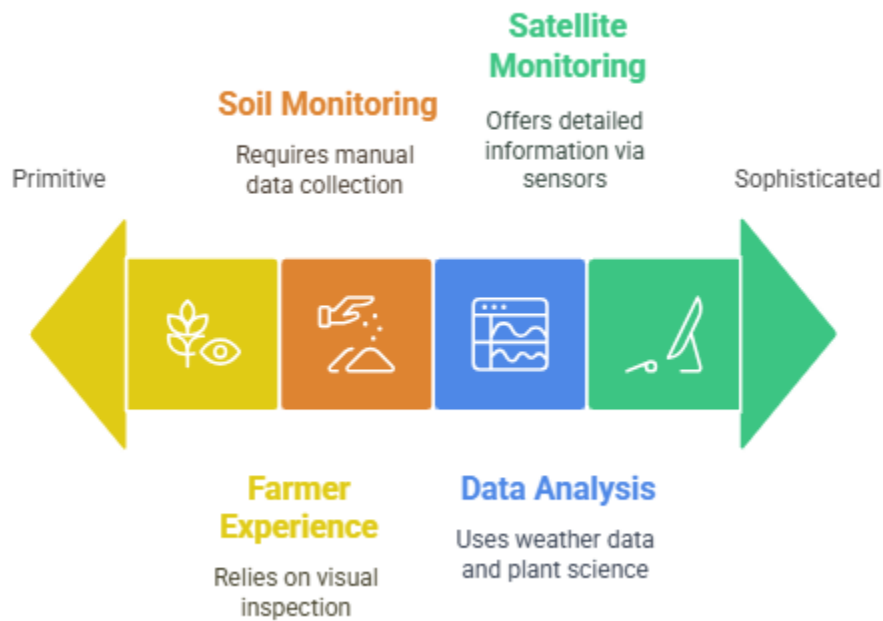 Satellite
Monitoring
Offers detailed
information via
sensors
Soil Monitoring
Requires manual
data collection
Primitive
Sophisticated
Farmer
Experience
Relies on visual
inspection
Data Analysis
Uses weather data
and plant science